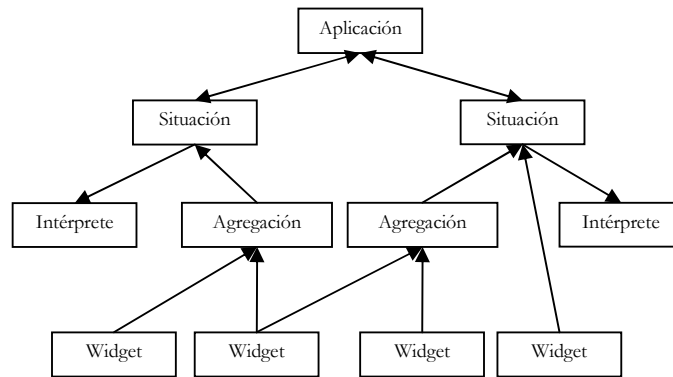 Aplicación
Situación
Situación
Intérprete
Agregación
Agregación
Intérprete
Widget
Widget
Widget
Widget